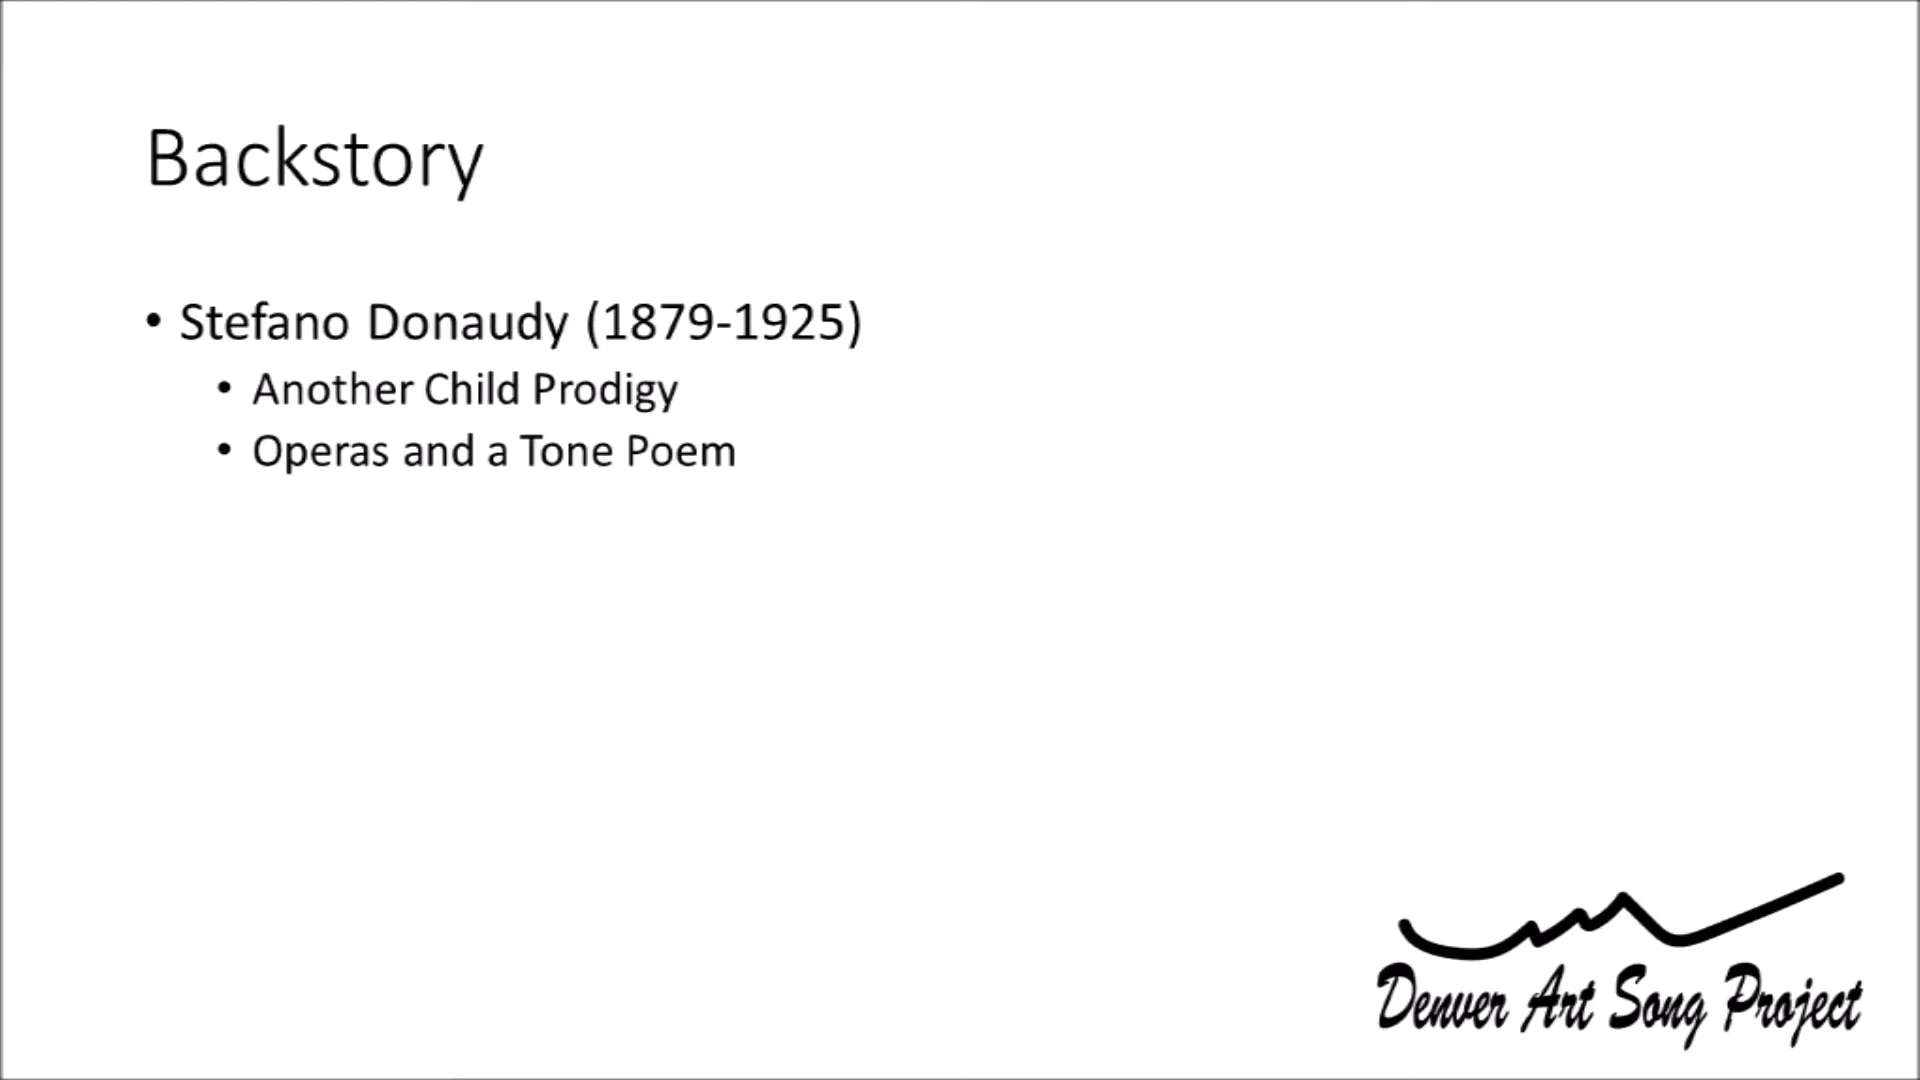 Backstory
• Stefano Donaudy (1879-1925)
• Another Child Prodigy
• Operas and a Tone Poem
Denver Art Song Project